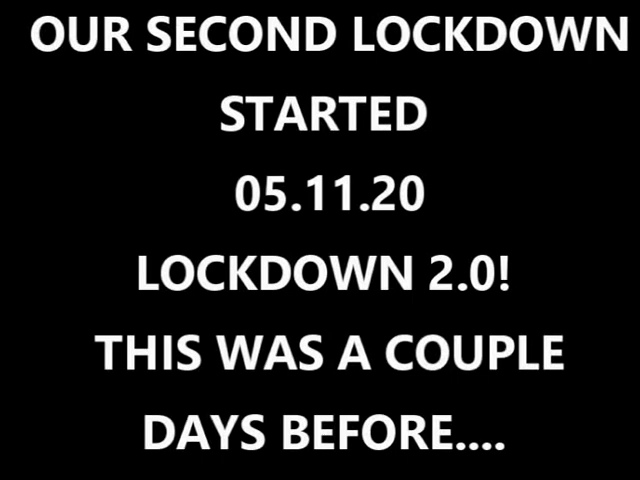 OUR SECOND LOCKDOWN
STARTED
05.11.20
LOCKDOWN 2.0!
THIS WAS A COUPLE
DAYS BEFORE....